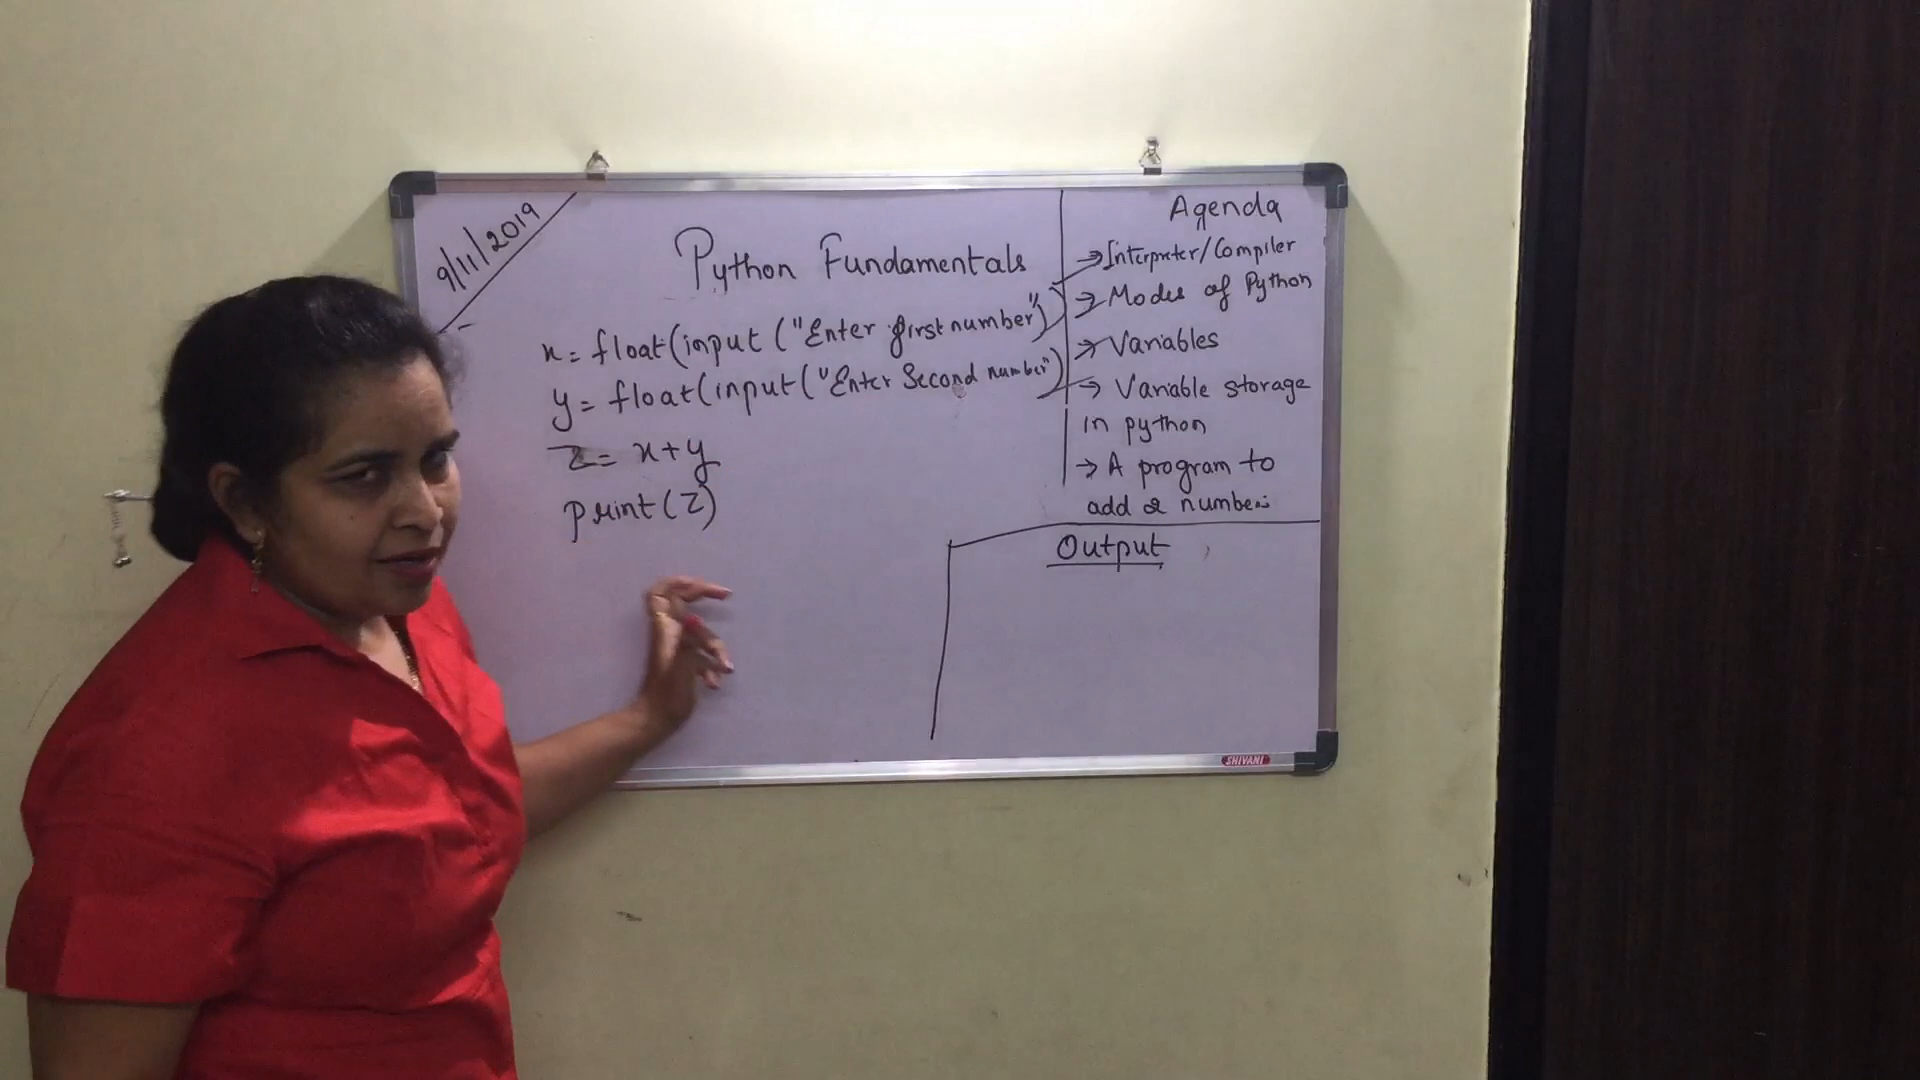 9/11/2019
Python Fundamentals
x = float(input ("Enter first number"))
y = float(input("Enter Second number"))
z = x+y
print(z)
Agenda
→ Interpreter/Compiler
→ Modes of Python
→ Variables
→ Variable storage
in python
→ A program to
add 2 numbers
Output
SHIVANI